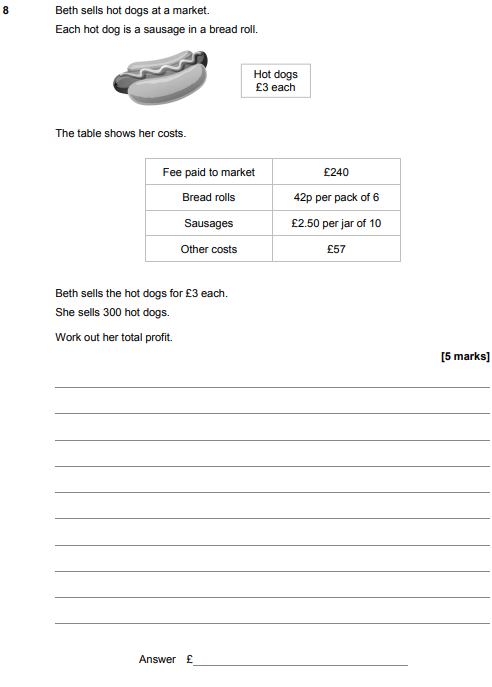 8 Beth sells hot dogs at a market.
Each hot dog is a sausage in a bread roll.
Hot dogs
£3 each
The table shows her costs.
Fee paid to market £240
Bread rolls 42p per pack of 6
Sausages £2.50 per jar of 10
Other costs £57
Beth sells the hot dogs for £3 each.
She sells 300 hot dogs.
Work out her total profit.
[5 marks]
Answer £